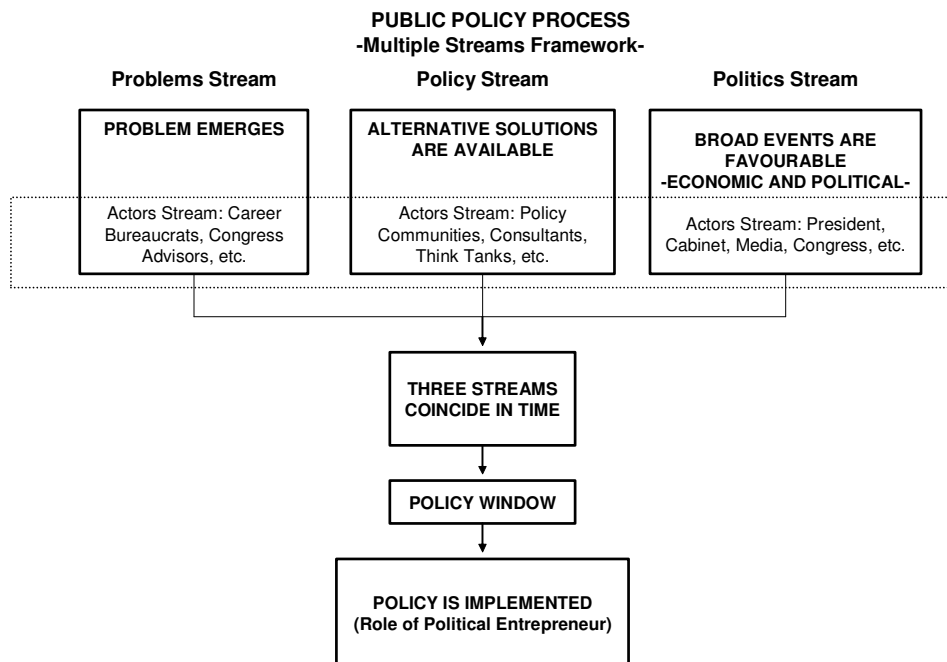 PUBLIC POLICY PROCESS
-Multiple Streams Framework-
Problems Stream
Policy Stream
Politics Stream
PROBLEM EMERGES
Actors Stream: Career
Bureaucrats, Congress
Advisors, etc.
ALTERNATIVE SOLUTIONS
ARE AVAILABLE
Actors Stream: Policy
Communities, Consultants,
Think Tanks, etc.
BROAD EVENTS ARE
FAVOURABLE
-ECONOMIC AND POLITICAL-
Actors Stream: President,
Cabinet, Media, Congress, etc.
THREE STREAMS
COINCIDE IN TIME
POLICY WINDOW
POLICY IS IMPLEMENTED
(Role of Political Entrepreneur)